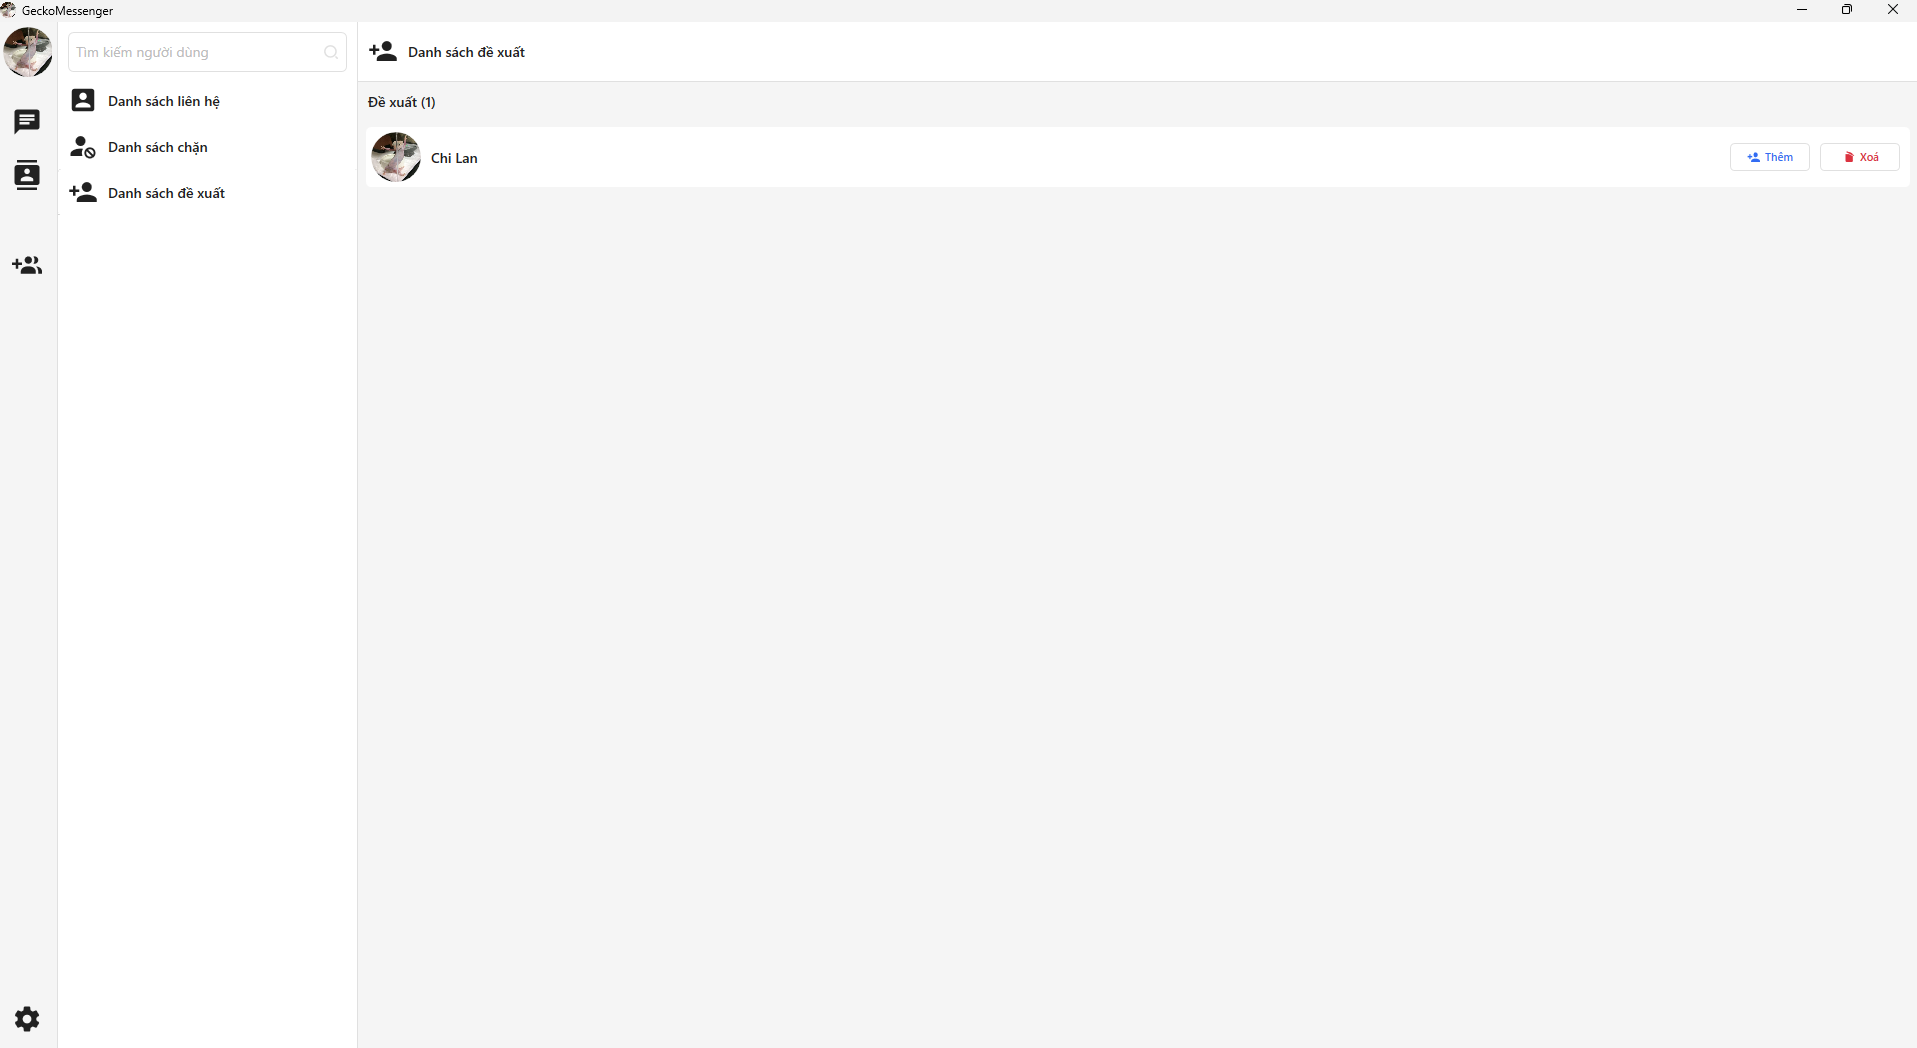 GeckoMessenger
Tìm kiếm người dùng
Danh sách liên hệ
Danh sách chặn
Danh sách đề xuất
Danh sách đề xuất
Đề xuất (1)
Chi Lan
Thêm
Xoá